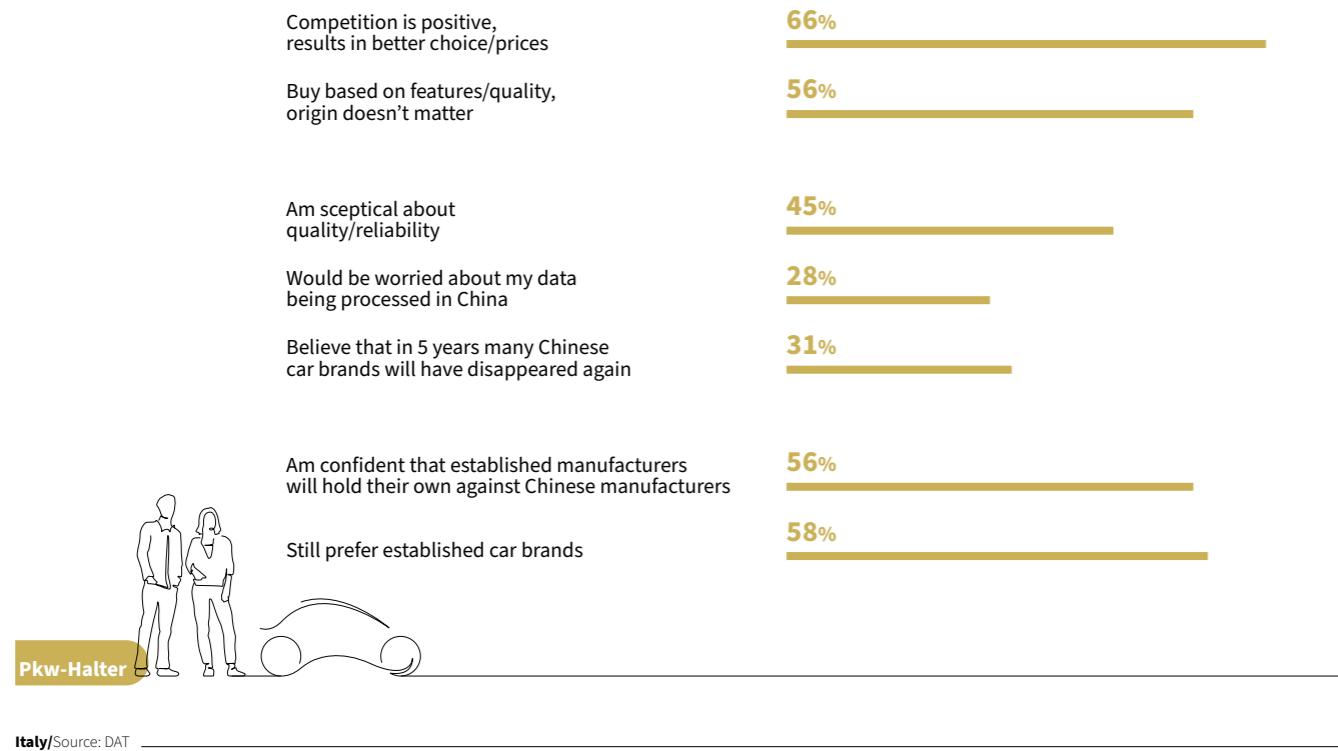 Competition is positive,
results in better choice/prices
66%
Buy based on features/quality,
origin doesn’t matter
56%
Am sceptical about
quality/reliability
45%
Would be worried about my data
being processed in China
28%
Believe that in 5 years many Chinese
car brands will have disappeared again
31%
Am confident that established manufacturers
will hold their own against Chinese manufacturers
56%
Still prefer established car brands
58%
Pkw-Halter
Italy/Source: DAT